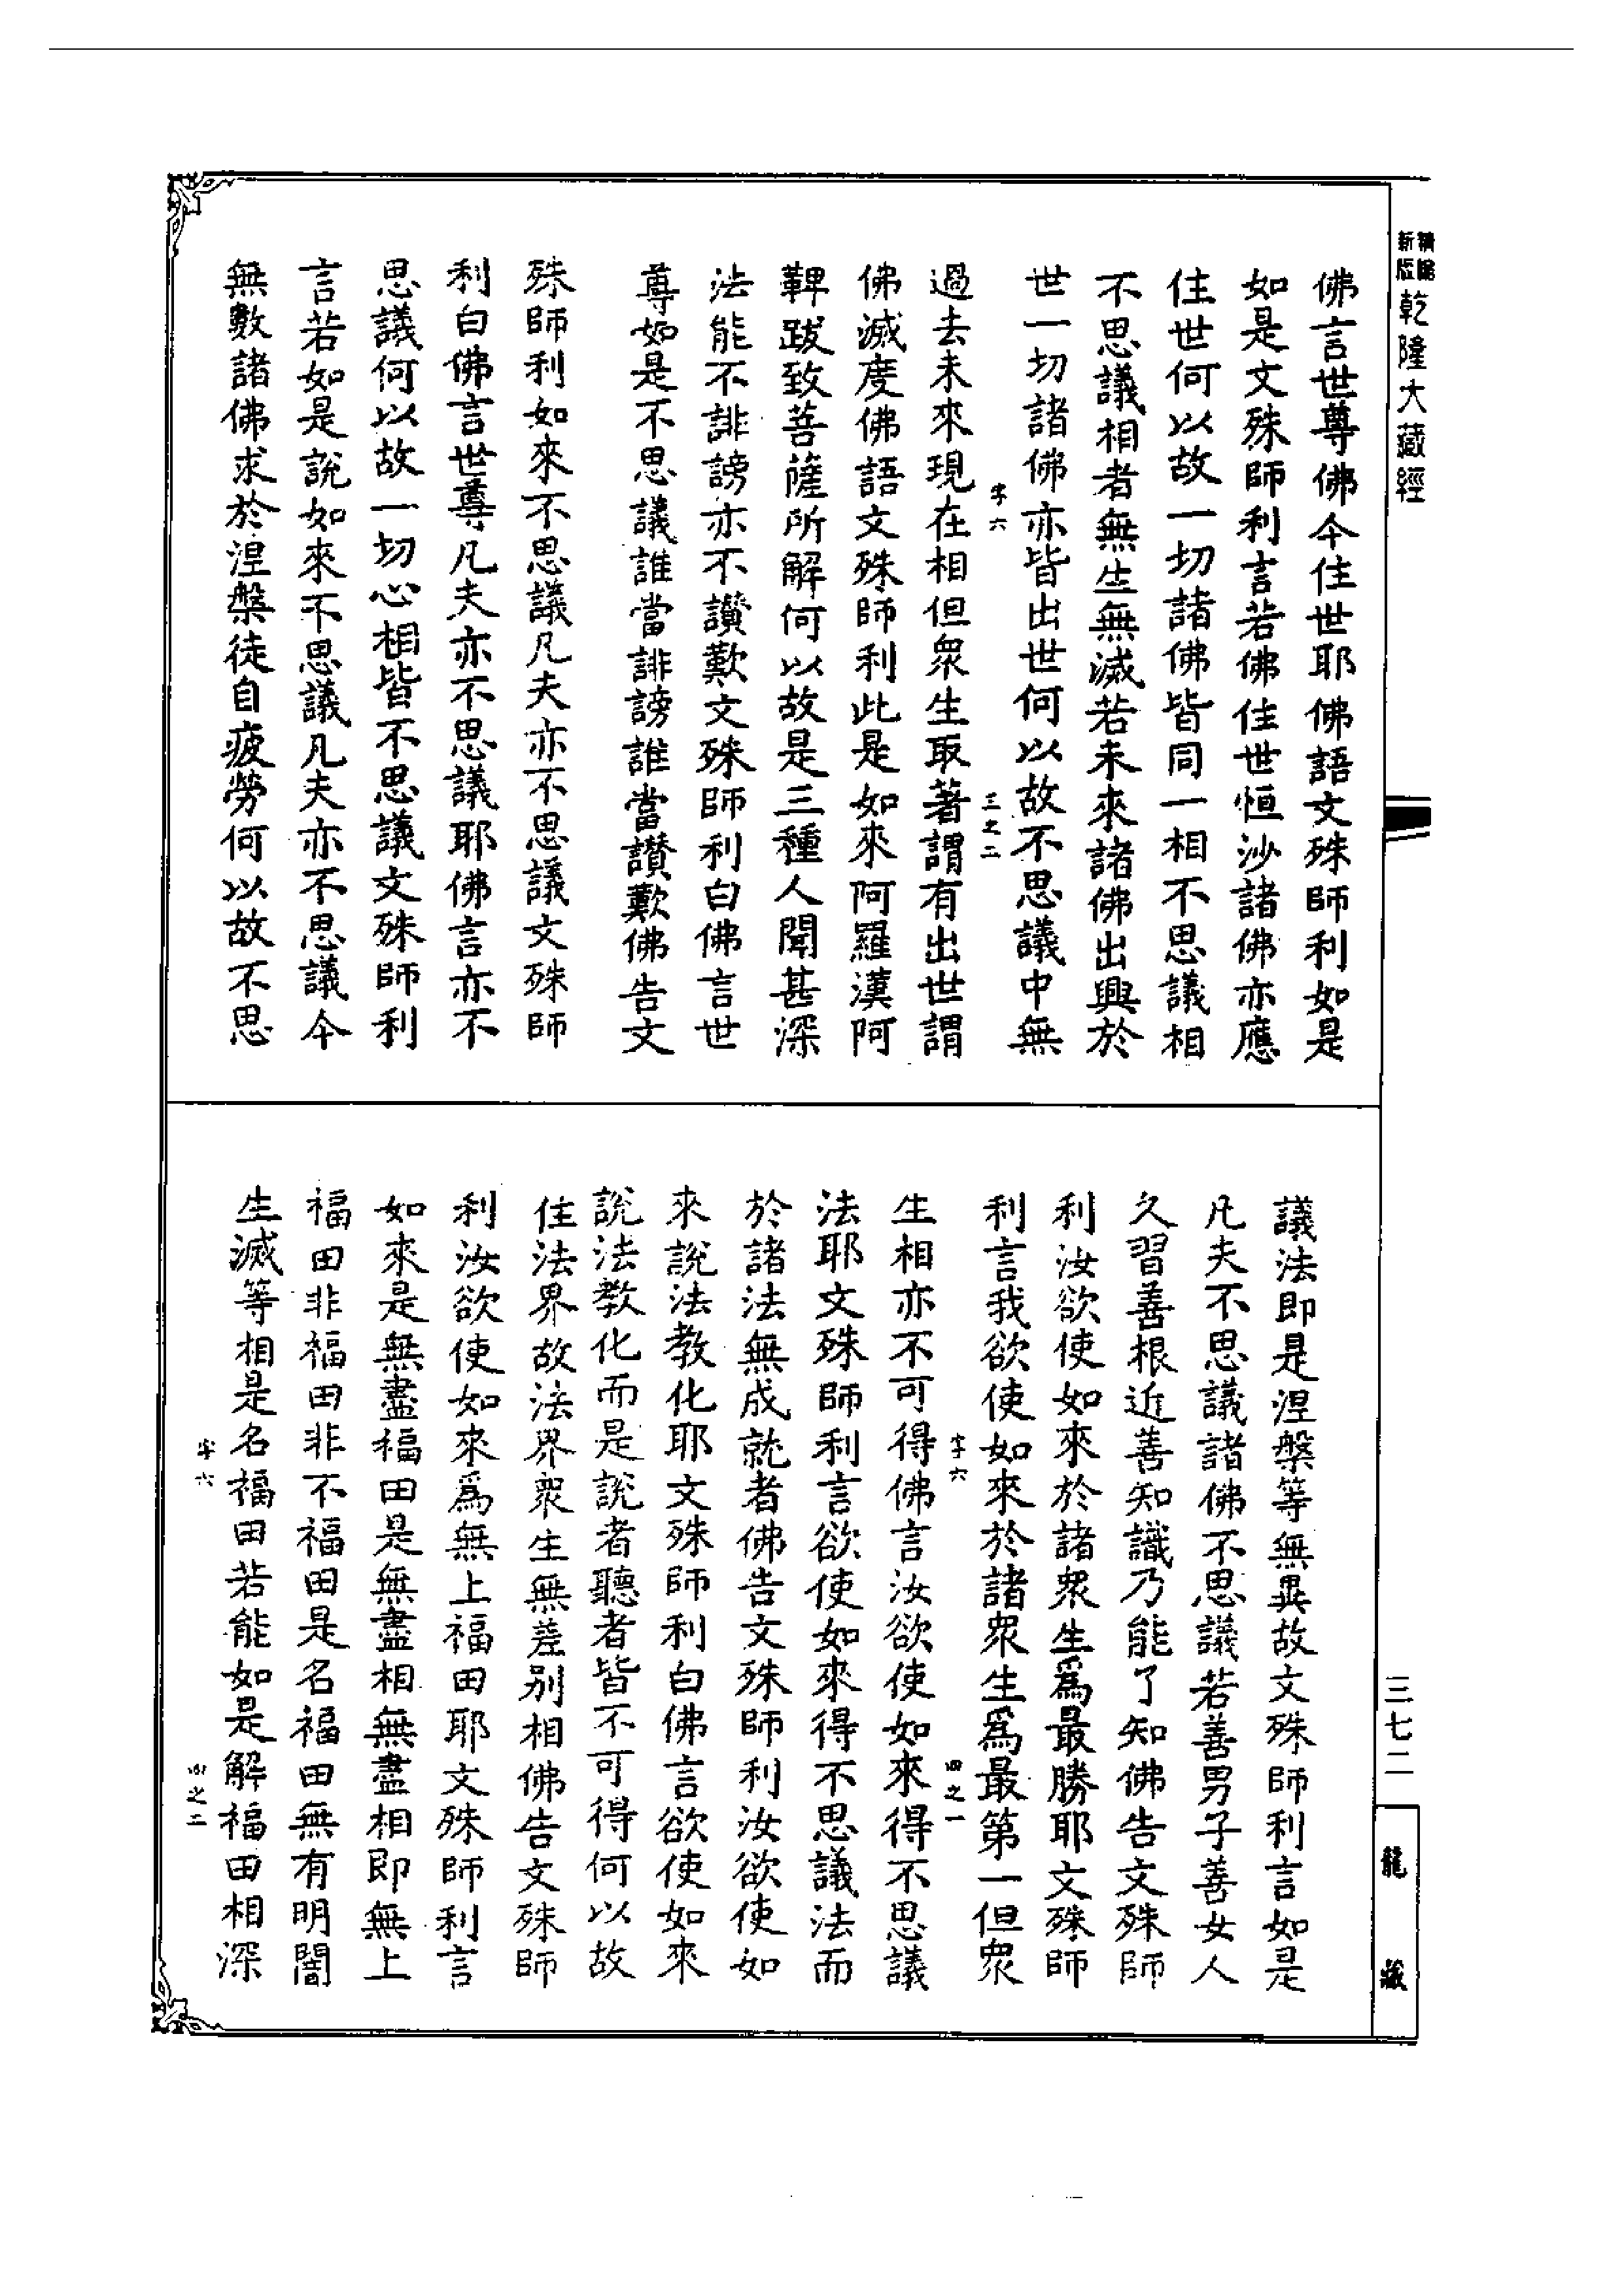 新版
精縮
乾隆大藏經
佛言世尊佛今住世耶佛語文殊師利如是
如是文殊師利言若佛住世恒沙諸佛亦應
住世何以故一切諸佛皆同一相不思議相
不思議相者無生無滅若未來諸佛出興於
世一切諸佛亦皆出世何以故不思議中無
字六
三之二
過去未來現在相但眾生取著謂有出世謂
佛滅度佛語文殊師利此是如來阿羅漢阿
鞞跋致菩薩所解何以故是三種人聞甚深
法能不誹謗亦不讚歎文殊師利白佛言世
尊如是不思議誰當誹謗誰當讚歎佛告文
殊師利如來不思議凡夫亦不思議文殊師
利白佛言世尊凡夫亦不思議耶佛言亦不
思議何以故一切心相皆不思議文殊師利
言若如是說如來不思議凡夫亦不思議今
無數諸佛求於涅槃徒自疲勞何以故不思
三七二
龍藏
議法即是涅槃等無異故文殊師利言如是
凡夫不思議諸佛不思議若善男子善女人
久習善根近善知識乃能了知佛告文殊師
利汝欲使如來於諸眾生為最勝耶文殊師
利言我欲使如來於諸眾生為最第一但眾
字六
四之一
生相亦不可得佛言汝欲使如來得不思議
法耶文殊師利言欲使如來得不思議法而
於諸法無成就者佛告文殊師利汝欲使如
來說法教化耶文殊師利白佛言欲使如來
說法教化而是說者聽者皆不可得何以故
住法界故法界眾生無差別相佛告文殊師
利汝欲使如來為無上福田耶文殊師利言
如來是無盡福田是無盡相無盡相即無上
福田非福田非不福田是名福田無有明闇
生滅等相是名福田若能如是解福田相深
字六
四之二